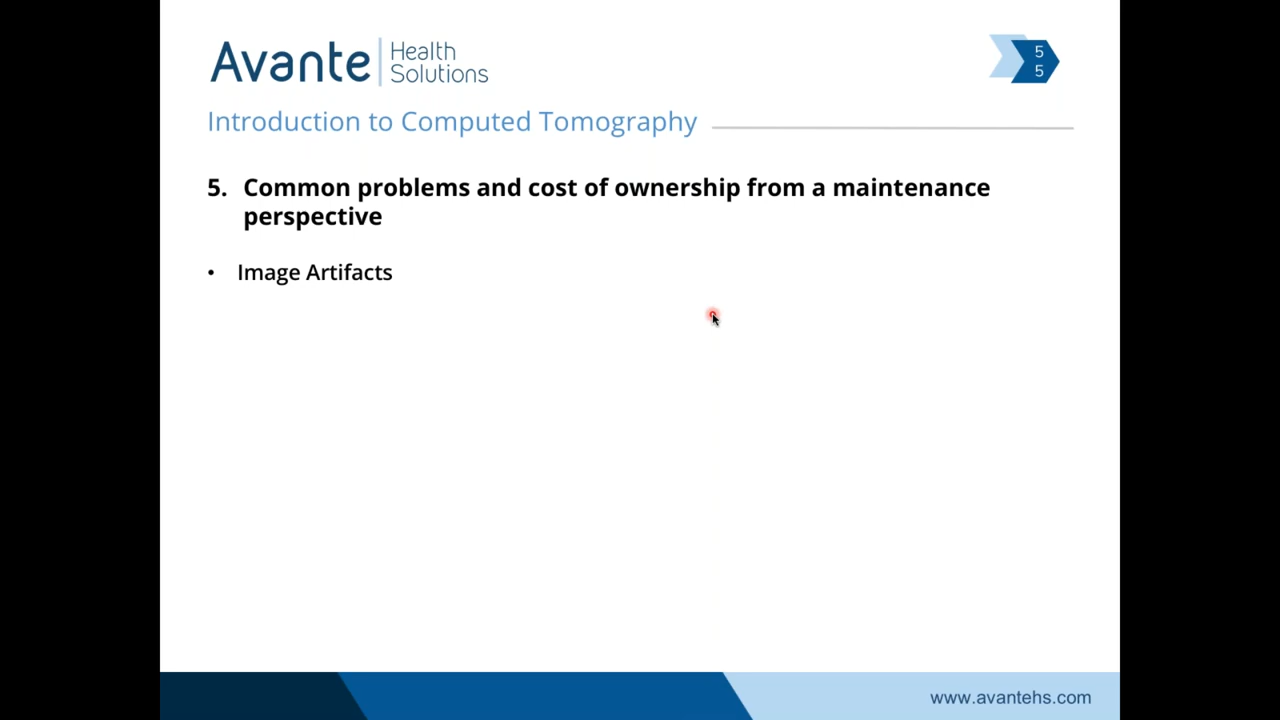 Avante Health Solutions
5
5
Introduction to Computed Tomography
5. Common problems and cost of ownership from a maintenance
perspective
• Image Artifacts
www.avantehs.com